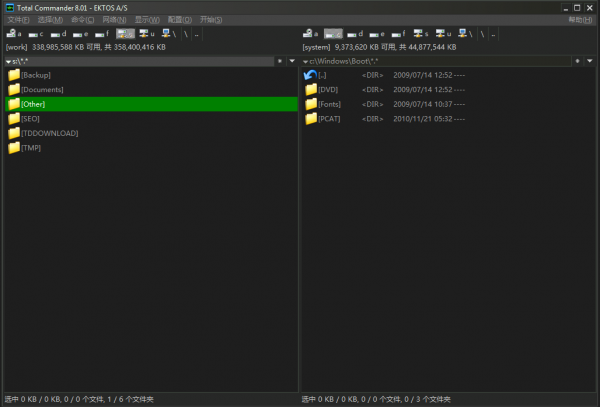 Total Commander 8.01 - EKTOS A/S
文件(F) 选择(M) 命令(C) 网络(N) 显示(W) 配置(O) 开始(S) 帮助(H)
a c d e f s u \ \ ..
a c d e f s u \ \ ..
[work] 338,985,588 KB 可用, 共 358,400,416 KB
[system] 9,373,620 KB 可用, 共 44,877,544 KB
s:\*.*
c:\Windows\Boot\*.*
[Backup]
[Documents]
[Other]
[SEO]
[TDDOWNLOAD]
[TMP]
[..] <DIR> 2009/07/14 12:52 ----
[DVD] <DIR> 2009/07/14 12:52 ----
[Fonts] <DIR> 2009/07/14 10:37 ----
[PCAT] <DIR> 2010/11/21 05:32 ----
选中 0 KB / 0 KB, 0 / 0 个文件, 1 / 6 个文件夹
选中 0 KB / 0 KB, 0 / 0 个文件, 0 / 3 个文件夹